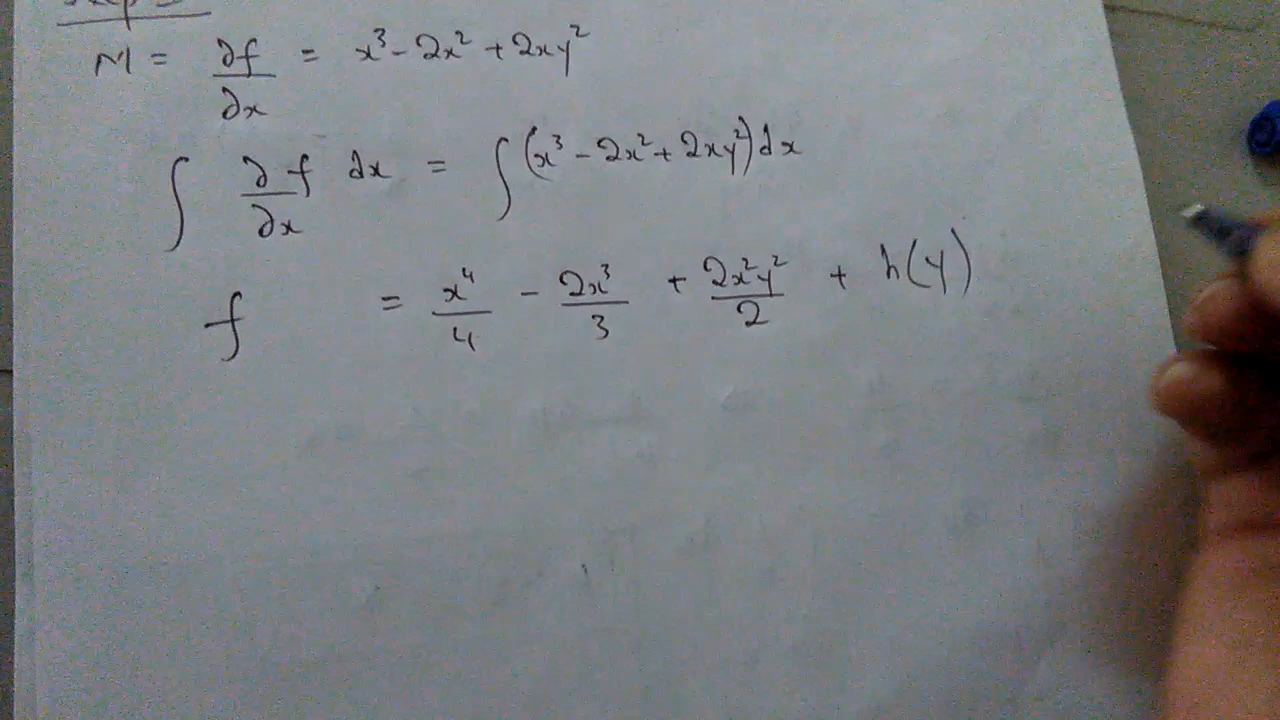 M = ∂f/∂x = x³ - 2x² + 2xy²
∫ ∂f/∂x dx = ∫ (x³ - 2x² + 2xy²) dx
f = x⁴/4 - 2x³/3 + 2x²y²/2 + h(y)